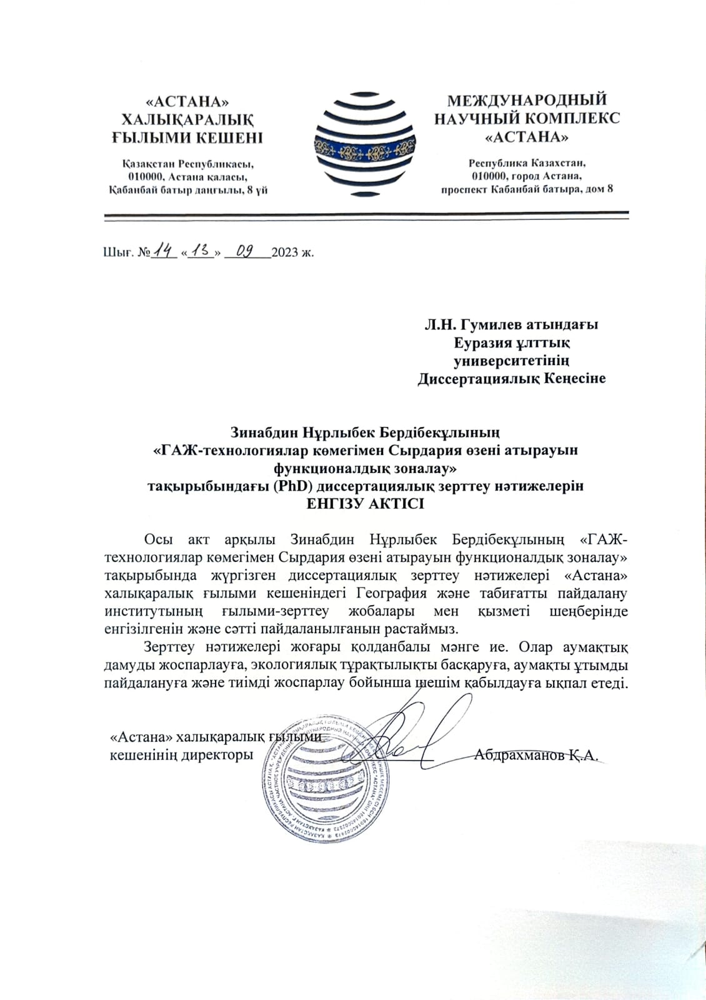 «АСТАНА»
ХАЛЫҚАРАЛЫҚ
ҒЫЛЫМИ КЕШЕНІ
Қазақстан Республикасы,
010000, Астана қаласы,
Қабанбай батыр даңғылы, 8 үй
МЕЖДУНАРОДНЫЙ
НАУЧНЫЙ КОМПЛЕКС
«АСТАНА»
Республика Казахстан,
010000, город Астана,
проспект Кабанбай батыра, дом 8
Шығ. № 14 «13» 09 2023 ж.
Л.Н. Гумилев атындағы
Еуразия ұлттық
университетінің
Диссертациялық Кеңесіне
Зинабдин Нұрлыбек Бердібекұлының
«ГАЖ-технологиялар көмегімен Сырдария өзені атырауын
функционалдық зоналау»
тақырыбындағы (PhD) диссертациялық зерттеу нәтижелерін
ЕНГІЗУ АКТІСІ
Осы акт арқылы Зинабдин Нұрлыбек Бердібекұлының «ГАЖ-
технологиялар көмегімен Сырдария өзені атырауын функционалдық зоналау»
тақырыбында жүргізген диссертациялық зерттеу нәтижелері «Астана»
халықаралық ғылыми кешеніндегі География және табиғатты пайдалану
институтының ғылыми-зерттеу жобалары мен қызметі шеңберінде
енгізілгенін және сәтті пайдаланылғанын растаймыз.
Зерттеу нәтижелері жоғары қолданбалы мәнге ие. Олар аумақтық
дамуды жоспарлауға, экологиялық тұрақтылықты басқаруға, аумақты ұтымды
пайдалануға және тиімді жоспарлау бойынша шешім қабылдауға ықпал етеді.
«Астана» халықаралық ғылыми
кешенінің директоры
Абдрахманов Қ.А.